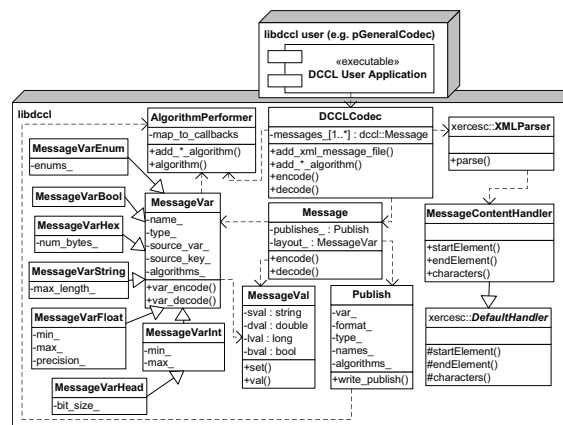 libdccl user (e.g. pGeneralCodec)
«executable»
DCCL User Application
libdccl
AlgorithmPerformer
-map_to_callbacks
+add_*_algorithm()
+algorithm()
DCCLCodec
-messages_[1..*] : dccl::Message
+add_xml_message_file()
+add_*_algorithm()
+encode()
+decode()
xercesc::XMLParser
+parse()
MessageVarEnum
-enums_
MessageVarBool
MessageVarHex
-num_bytes_
MessageVarString
-max_length_
MessageVarFloat
-min_
-max_
-precision_
MessageVarHead
-bit_size_
MessageVar
-name_
-type_
-source_var_
-source_key_
-algorithms_
+var_encode()
+var_decode()
MessageVarInt
-min_
-max_
Message
-publishes_ : Publish
-layout_ : MessageVar
+encode()
+decode()
MessageVal
-sval : string
-dval : double
-lval : long
-bval : bool
+set()
+val()
Publish
-var_
-format_
-type_
-names_
-algorithms_
+write_publish()
MessageContentHandler
+startElement()
+endElement()
+characters()
xercesc::DefaultHandler
#startElement()
#endElement()
#characters()